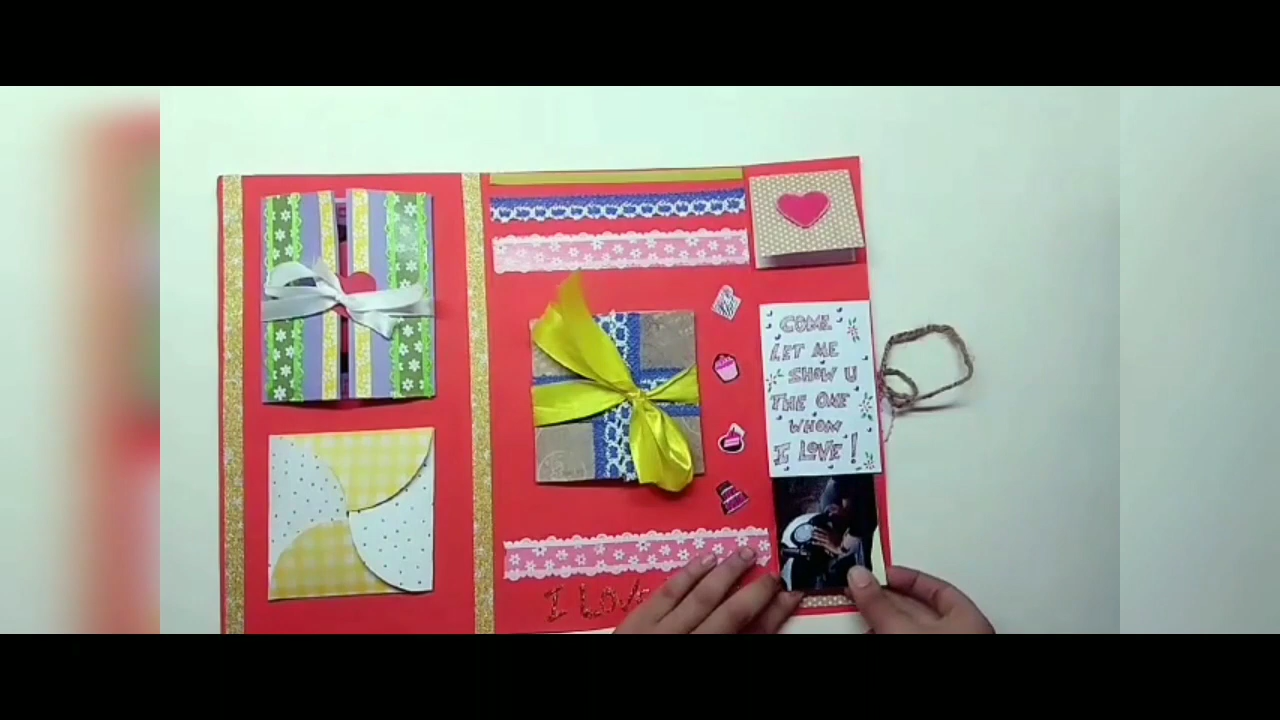 COME
LET ME
SHOW U
THE ONE
WHOM
I LOVE!
I LOVE